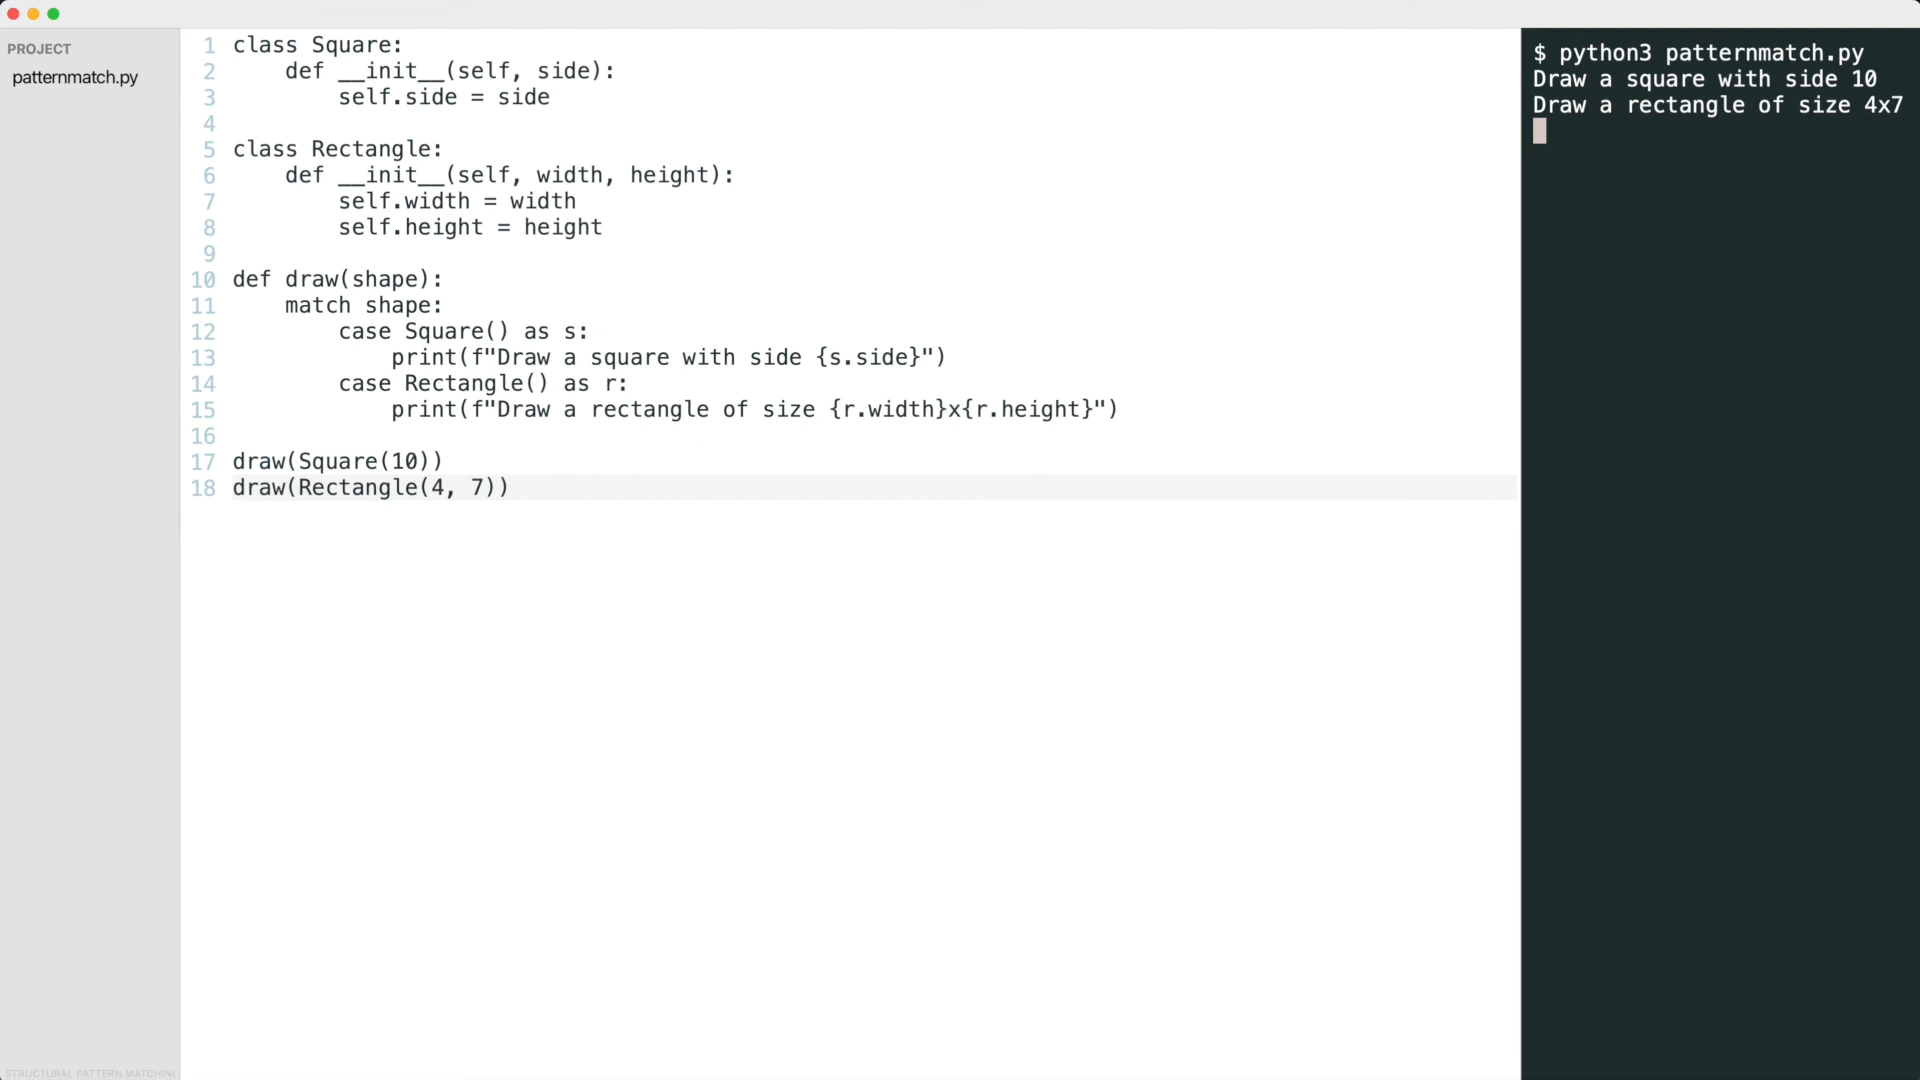 PROJECT
patternmatch.py
1 class Square:
2     def __init__(self, side):
3         self.side = side
4
5 class Rectangle:
6     def __init__(self, width, height):
7         self.width = width
8         self.height = height
9
10 def draw(shape):
11     match shape:
12         case Square() as s:
13             print(f"Draw a square with side {s.side}")
14         case Rectangle() as r:
15             print(f"Draw a rectangle of size {r.width}x{r.height}")
16
17 draw(Square(10))
18 draw(Rectangle(4, 7))
$ python3 patternmatch.py
Draw a square with side 10
Draw a rectangle of size 4x7
STRUCTURAL PATTERN MATCHING